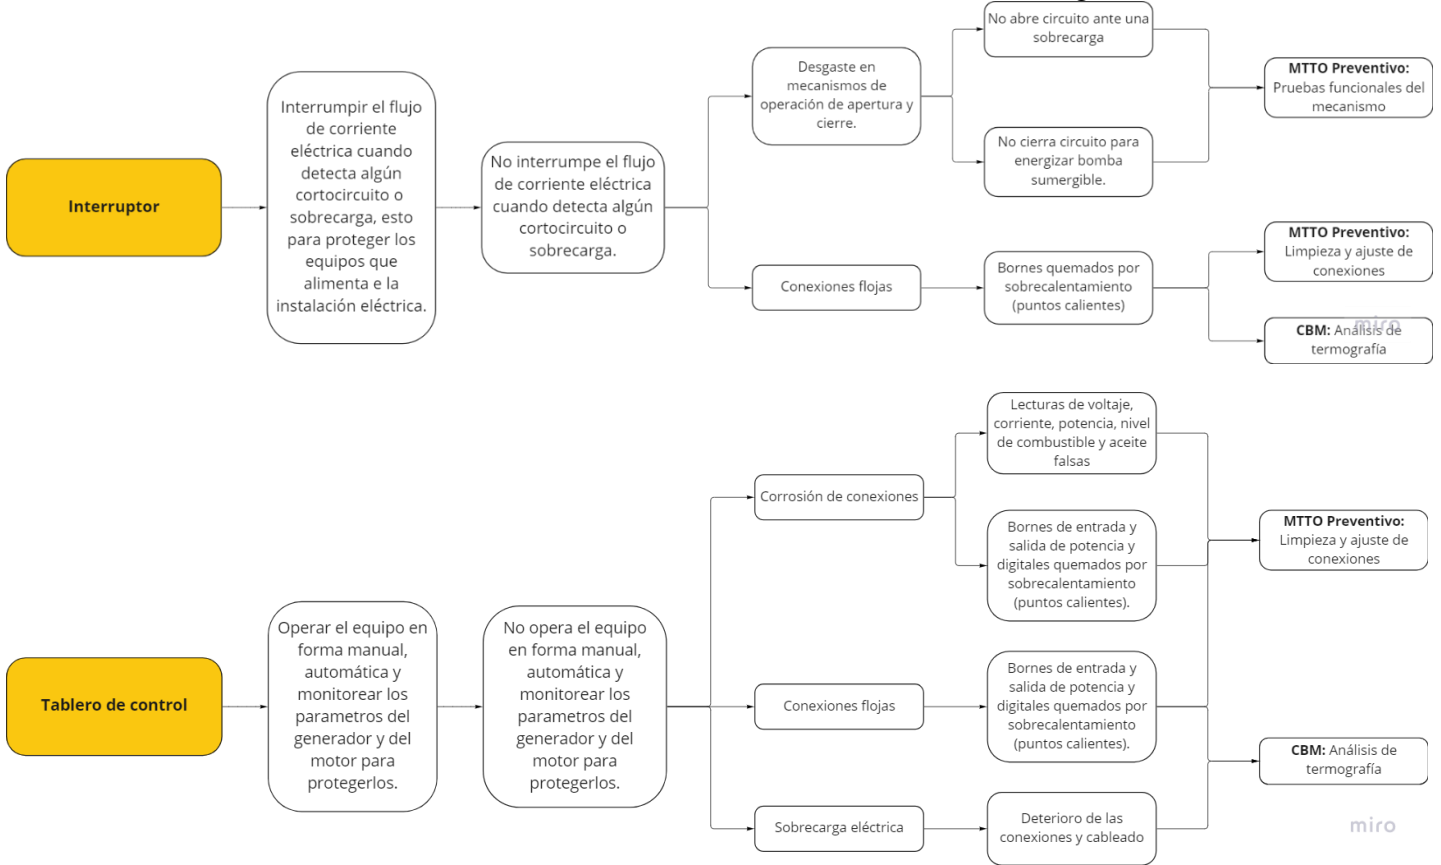 Interruptor
Interrumpir el flujo
de corriente
eléctrica cuando
detecta algún
cortocircuito o
sobrecarga, esto
para proteger los
equipos que
alimenta e la
instalación eléctrica.
No interrumpe el flujo
de corriente eléctrica
cuando detecta algún
cortocircuito o
sobrecarga.
Desgaste en
mecanismos de
operación de apertura y
cierre.
No abre circuito ante una
sobrecarga
No cierra circuito para
energizar bomba
sumergible.
MTTO Preventivo:
Pruebas funcionales del
mecanismo
Conexiones flojas
Bornes quemados por
sobrecalentamiento
(puntos calientes)
MTTO Preventivo:
Limpieza y ajuste de
conexiones
CBM: Análisis de
termografía
miro
Tablero de control
Operar el equipo en
forma manual,
automática y
monitorear los
parametros del
generador y del
motor para
protegerlos.
No opera el equipo
en forma manual,
automática y
monitorear los
parametros del
generador y del
motor para
protegerlos.
Corrosión de conexiones
Lecturas de voltaje,
corriente, potencia, nivel
de combustible y aceite
falsas
Bornes de entrada y
salida de potencia y
digitales quemados por
sobrecalentamiento
(puntos calientes).
MTTO Preventivo:
Limpieza y ajuste de
conexiones
Conexiones flojas
Bornes de entrada y
salida de potencia y
digitales quemados por
sobrecalentamiento
(puntos calientes).
CBM: Análisis de
termografía
Sobrecarga eléctrica
Deterioro de las
conexiones y cableado
miro